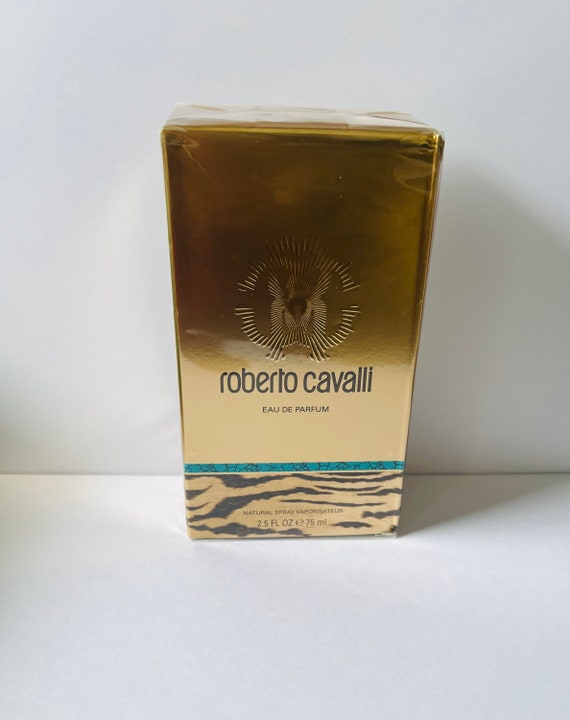 roberto cavalli
EAU DE PARFUM
NATURAL SPRAY VAPORISATEUR
2.5 FL OZ ℮ 75 ml